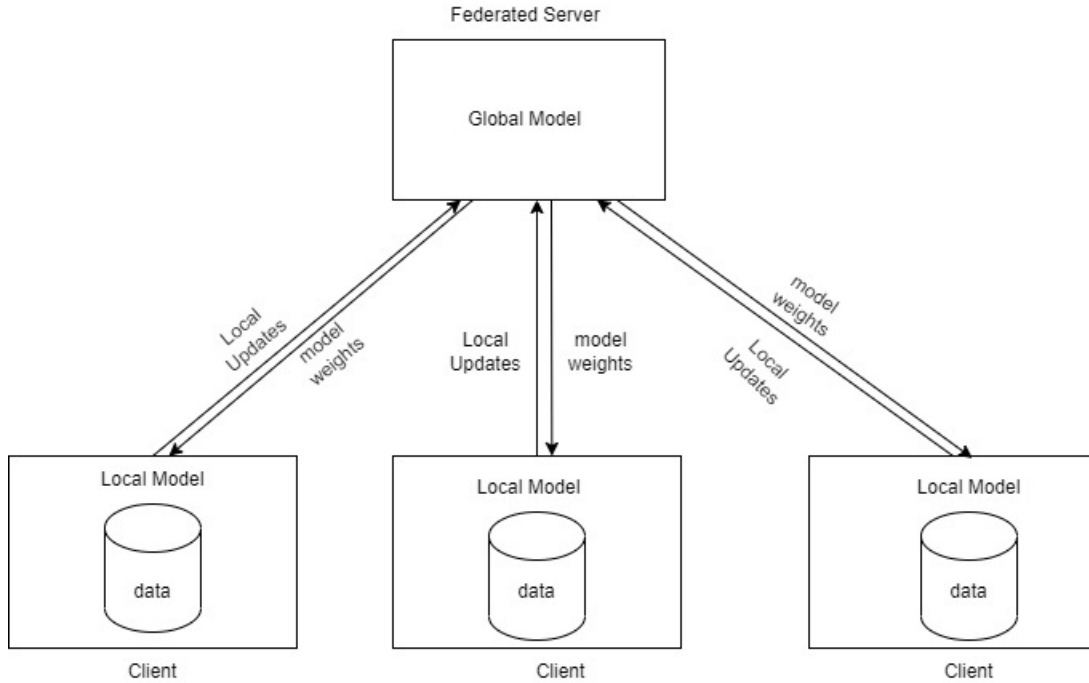 Federated Server
Global Model
Local
Updates
model
weights
Local
Updates
model
weights
model
weights
Local
Updates
Local Model
data
Client
Local Model
data
Client
Local Model
data
Client